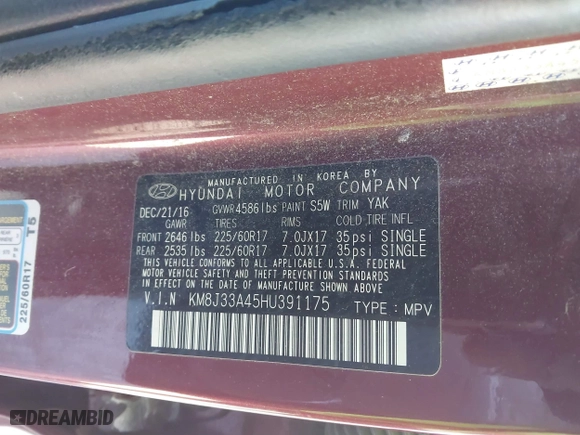 MANUFACTURED IN KOREA BY
HYUNDAI MOTOR COMPANY
DEC/21/16 GVWR 4586lbs PAINT S5W TRIM YAK
GAWR TIRES RIMS COLD TIRE INFL
FRONT 2646 lbs 225/60R17 7.0JX17 35psi SINGLE
REAR 2535 lbs 225/60R17 7.0JX17 35psi SINGLE
THIS VEHICLE CONFORMS TO ALL
APPLICABLE U.S.A. FEDERAL MOTOR
VEHICLE SAFETY AND THEFT PREVENTION STANDARDS
IN EFFECT ON THE DATE OF
MANUFACTURE SHOWN ABOVE.
V.I.N KM8J33A45HU391175 TYPE : MPV
225/60R17 T5
DREAMBID